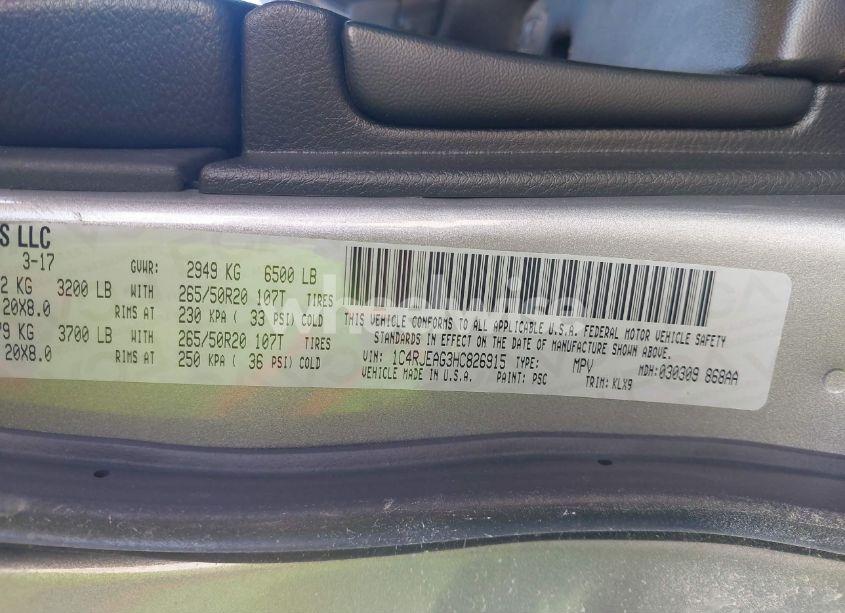 S LLC
3-17
GVWR: 2949 KG 6500 LB
2 KG 3200 LB WITH 265/50R20 107T TIRES
20X8.0 RIMS AT 230 KPA ( 33 PSI) COLD
79 KG 3700 LB WITH 265/50R20 107T TIRES
20X8.0 RIMS AT 250 KPA ( 36 PSI) COLD
THIS VEHICLE CONFORMS TO ALL APPLICABLE U.S.A. FEDERAL MOTOR VEHICLE SAFETY
STANDARDS IN EFFECT ON THE DATE OF MANUFACTURE SHOWN ABOVE.
VIN: 1C4RJEAG3HC826915 TYPE: MPV MDH:030309 868AA
VEHICLE MADE IN U.S.A. PAINT: PSC TRIM: KLX9